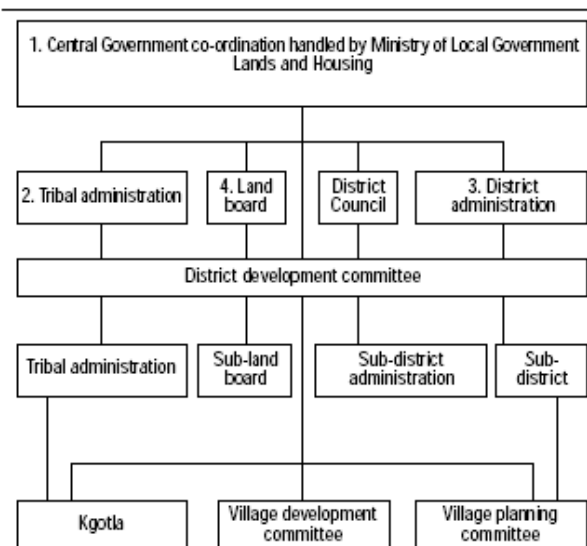 1. Central Government co-ordination handled by Ministry of Local Government
Lands and Housing
2. Tribal administration
4. Land
board
District
Council
3. District
administration
District development committee
Tribal administration
Sub-land
board
Sub-district
administration
Sub-
district
Kgotla
Village development
committee
Village planning
committee